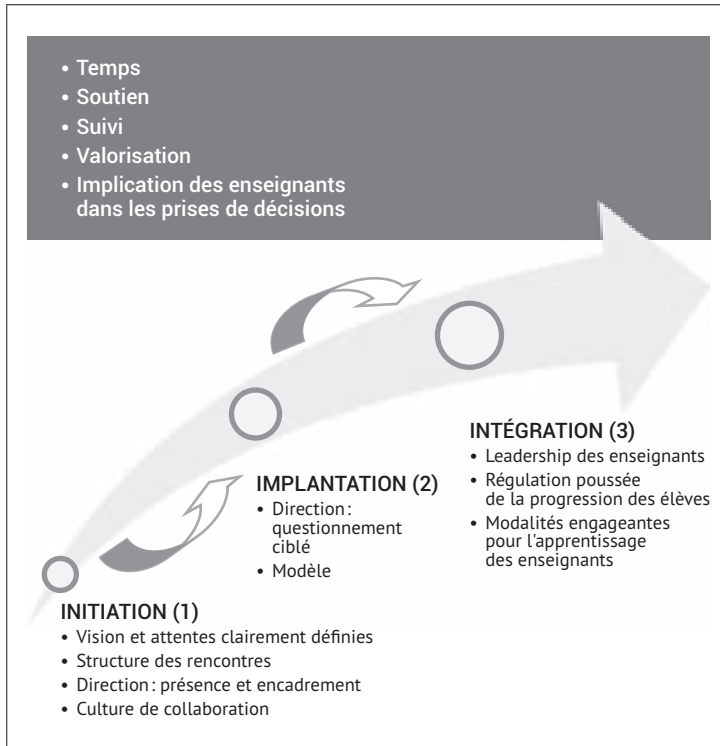 • Temps
• Soutien
• Suivi
• Valorisation
• Implication des enseignants
dans les prises de décisions
INITIATION (1)
• Vision et attentes clairement définies
• Structure des rencontres
• Direction : présence et encadrement
• Culture de collaboration
IMPLANTATION (2)
• Direction :
questionnement
ciblé
• Modèle
INTÉGRATION (3)
• Leadership des enseignants
• Régulation poussée
de la progression des élèves
• Modalités engageantes
pour l'apprentissage
des enseignants